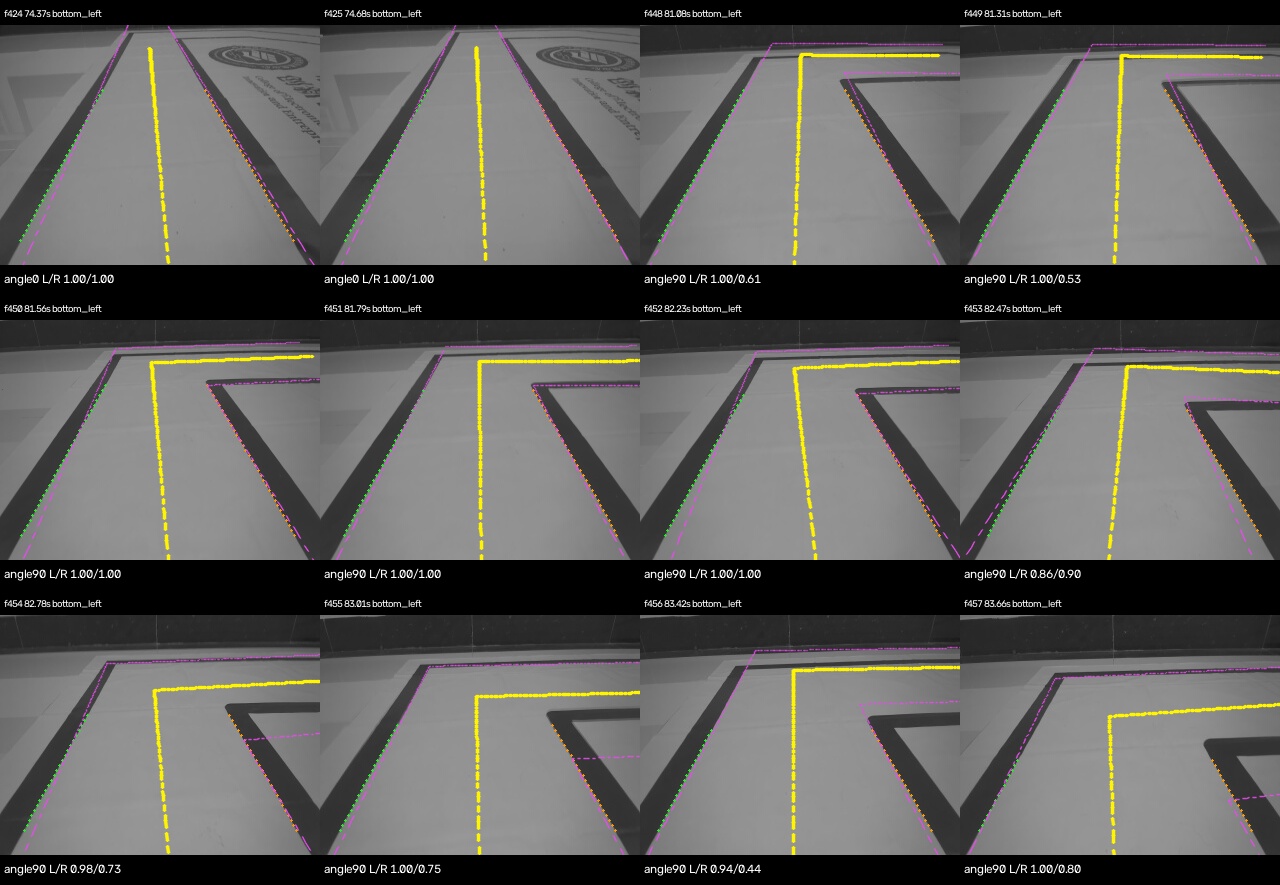 f424 74.37s bottom_left
f425 74.68s bottom_left
f448 81.08s bottom_left
f449 81.31s bottom_left
angle0 L/R 1.00/1.00
angle0 L/R 1.00/1.00
angle90 L/R 1.00/0.61
angle90 L/R 1.00/0.53
f450 81.56s bottom_left
f451 81.79s bottom_left
f452 82.23s bottom_left
f453 82.47s bottom_left
angle90 L/R 1.00/1.00
angle90 L/R 1.00/1.00
angle90 L/R 1.00/1.00
angle90 L/R 0.86/0.90
f454 82.78s bottom_left
f455 83.01s bottom_left
f456 83.42s bottom_left
f457 83.66s bottom_left
angle90 L/R 0.98/0.73
angle90 L/R 1.00/0.75
angle90 L/R 0.94/0.44
angle90 L/R 1.00/0.80